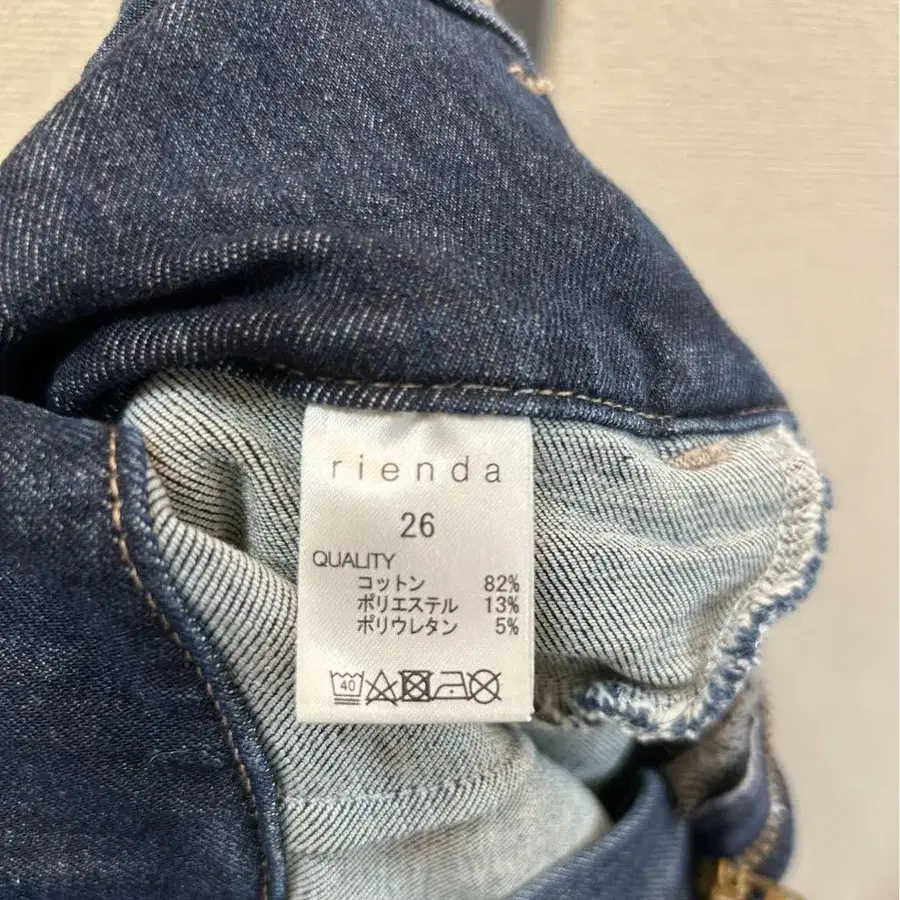 rienda
26
QUALITY
コットン 82%
ポリエステル 13%
ポリウレタン 5%
40